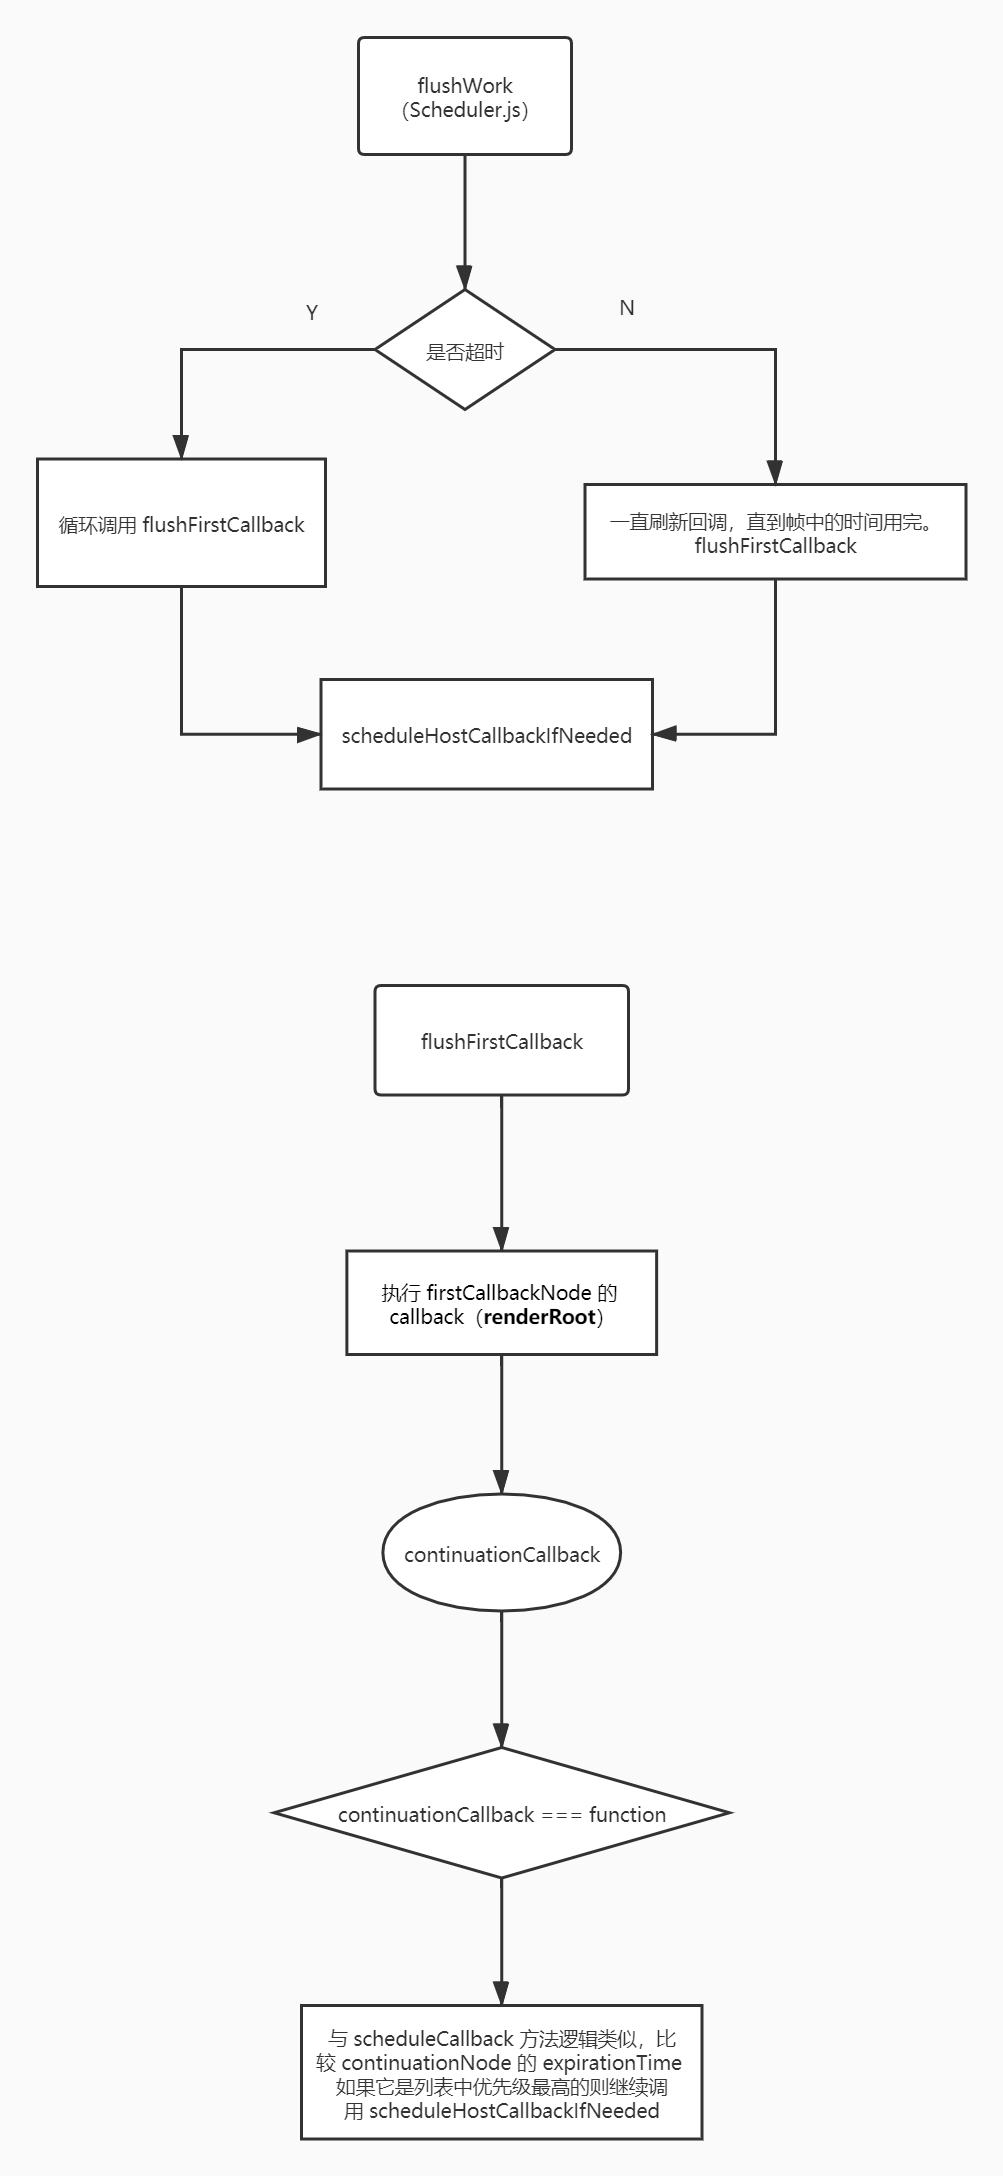 flushWork
（Scheduler.js）
Y
N
是否超时
循环调用 flushFirstCallback
一直刷新回调，直到帧中的时间用完。
flushFirstCallback
scheduleHostCallbackIfNeeded
flushFirstCallback
执行 firstCallbackNode 的
callback（renderRoot）
continuationCallback
continuationCallback === function
与 scheduleCallback 方法逻辑类似，比
较 continuationNode 的 expirationTime
如果它是列表中优先级最高的则继续调
用 scheduleHostCallbackIfNeeded